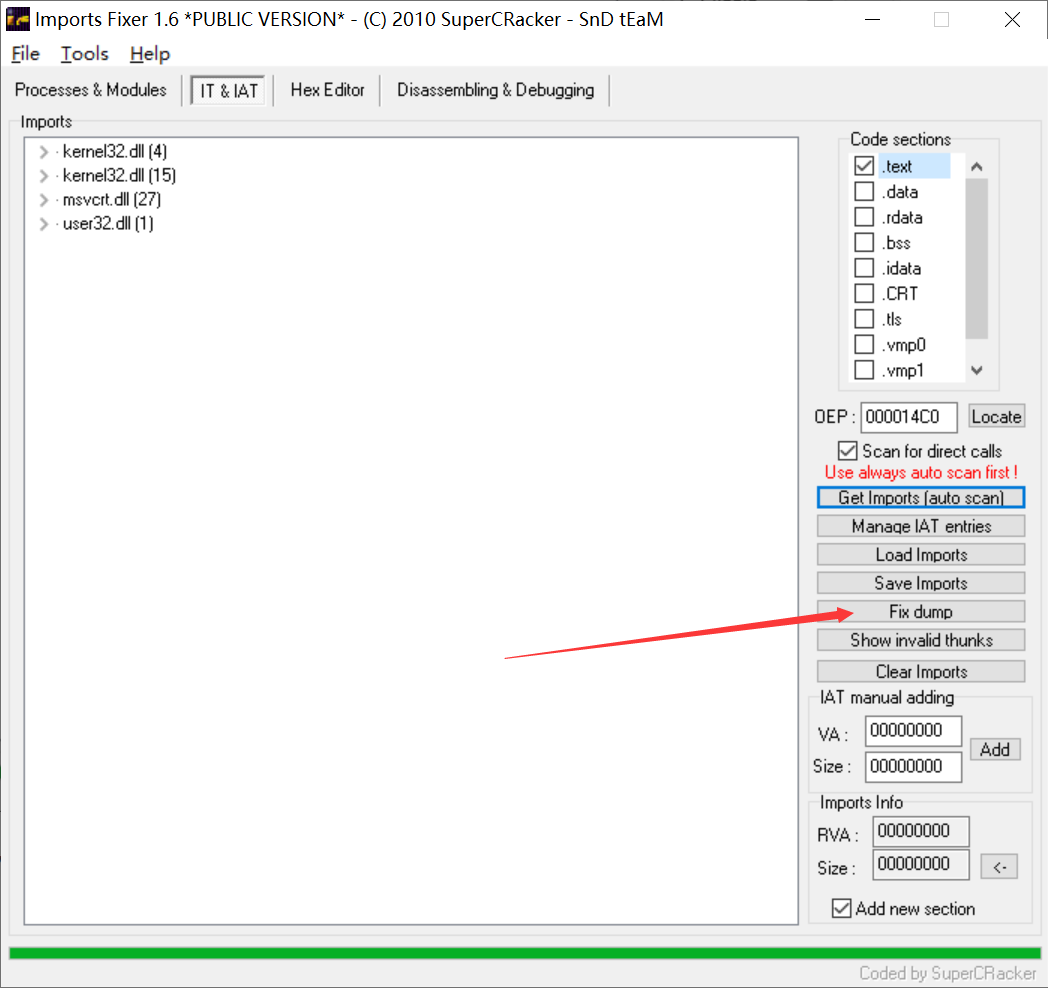 Imports Fixer 1.6 *PUBLIC VERSION* - (C) 2010 SuperCRacker - SnD tEaM
File Tools Help
Processes & Modules IT & IAT Hex Editor Disassembling & Debugging
Imports
kernel32.dll (4)
kernel32.dll (15)
msvcrt.dll (27)
user32.dll (1)
Code sections
.text
.data
.rdata
.bss
.idata
.CRT
.tls
.vmp0
.vmp1
OEP : 000014C0 Locate
Scan for direct calls
Use always auto scan first !
Get Imports (auto scan)
Manage IAT entries
Load Imports
Save Imports
Fix dump
Show invalid thunks
Clear Imports
IAT manual adding
VA : 00000000
Add
Size : 00000000
Imports Info
RVA : 00000000
Size : 00000000 <-
Add new section
Coded by SuperCRacker